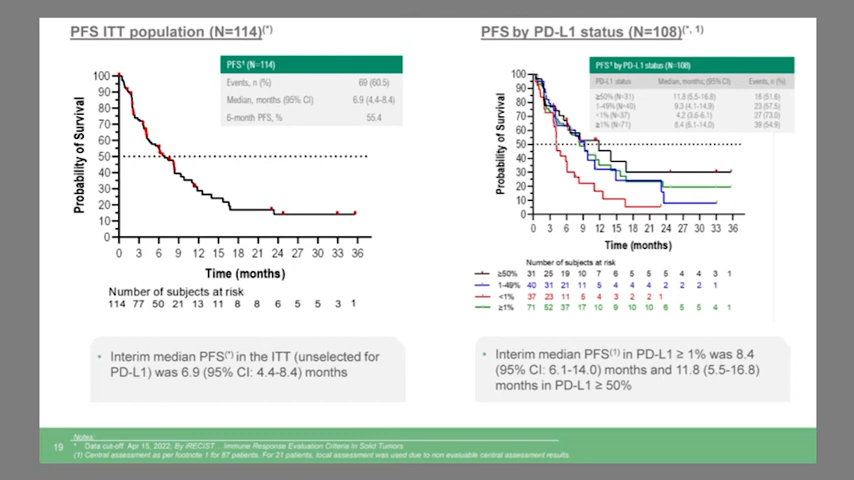 PFS ITT population (N=114)(*)
PFS¹ (N=114)
Events, n (%) 69 (60.5)
Median, months (95% CI) 6.9 (4.4-8.4)
6-month PFS, % 55.4
Probability of Survival
100
90
80
70
60
50
40
30
20
10
0
0 3 6 9 12 15 18 21 24 27 30 33 36
Time (months)
Number of subjects at risk
114 77 50 21 13 11 8 8 6 5 5 3 1
• Interim median PFS(*) in the ITT (unselected for
PD-L1) was 6.9 (95% CI: 4.4-8.4) months
PFS by PD-L1 status (N=108)(*, 1)
PFS¹ by PD-L1 status (N=108)
PD-L1 status Median, months; (95%CI) Events, n (%)
≥50% (N=31) 11.8 (5.5-16.8) 16 (51.6)
1-49% (N=40) 9.3 (4.1-14.9) 23 (57.5)
<1% (N=37) 4.2 (3.6-6.1) 27 (73.0)
≥1% (N=71) 8.4 (6.1-14.0) 39 (54.9)
Probability of Survival
100
90
80
70
60
50
40
30
20
10
0
0 3 6 9 12 15 18 21 24 27 30 33 36
Time (months)
Number of subjects at risk
≥50% 31 25 19 10 7 6 5 5 5 4 4 3 1
1-49% 40 31 21 11 5 4 4 4 2 2 2 1
<1% 37 23 11 5 4 3 2 2 1
≥1% 71 52 37 17 10 9 10 10 6 5 5 4 1
• Interim median PFS(1) in PD-L1 ≥ 1% was 8.4
(95% CI: 6.1-14.0) months and 11.8 (5.5-16.8)
months in PD-L1 ≥ 50%
19
Notes:
* Data cut-off Apr 15, 2022, By iRECIST Immune Response Evaluation Criteria In Solid Tumors
(1) Central assessment as per footnote 1 for 87 patients. For 21 patients, local assessment was used due to non evaluable central assessment results.